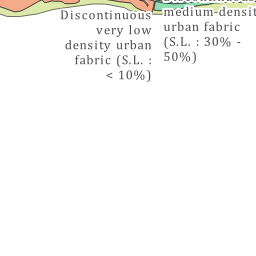 Discontinuous
very low
density urban
fabric (S.L. :
< 10%)
medium-densit
urban fabric
(S.L. : 30% -
50%)